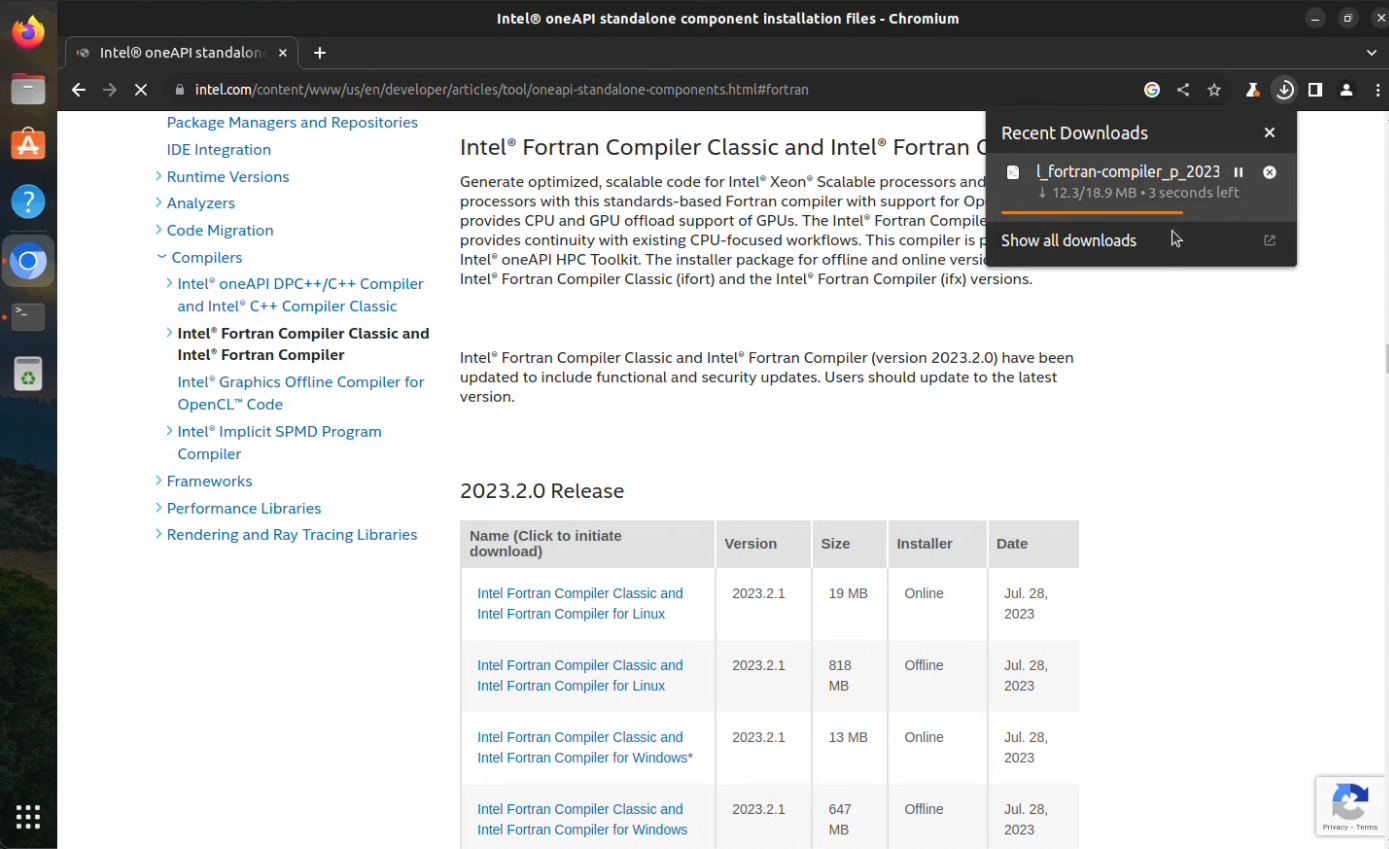 Intel® oneAPI standalone component installation files - Chromium
Intel® oneAPI standalon
intel.com/content/www/us/en/developer/articles/tool/oneapi-standalone-components.html#fortran
Recent Downloads
l_fortran-compiler_p_2023
↓ 12.3/18.9 MB • 3 seconds left
Show all downloads
Package Managers and Repositories
IDE Integration
Runtime Versions
Analyzers
Code Migration
Compilers
Intel® oneAPI DPC++/C++ Compiler
and Intel® C++ Compiler Classic
Intel® Fortran Compiler Classic and
Intel® Fortran Compiler
Intel® Graphics Offline Compiler for
OpenCL™ Code
Intel® Implicit SPMD Program
Compiler
Frameworks
Performance Libraries
Rendering and Ray Tracing Libraries
Intel® Fortran Compiler Classic and Intel® Fortran C
Generate optimized, scalable code for Intel® Xeon® Scalable processors and
processors with this standards-based Fortran compiler with support for Op
provides CPU and GPU offload support of GPUs. The Intel® Fortran Compile
provides continuity with existing CPU-focused workflows. This compiler is p
Intel® oneAPI HPC Toolkit. The installer package for offline and online versi
Intel® Fortran Compiler Classic (ifort) and the Intel® Fortran Compiler (ifx) versions.
Intel® Fortran Compiler Classic and Intel® Fortran Compiler (version 2023.2.0) have been
updated to include functional and security updates. Users should update to the latest
version.
2023.2.0 Release
Name (Click to initiate
download)
Version
Size
Installer
Date
Intel Fortran Compiler Classic and
Intel Fortran Compiler for Linux
2023.2.1
19 MB
Online
Jul. 28,
2023
Intel Fortran Compiler Classic and
Intel Fortran Compiler for Linux
2023.2.1
818
MB
Offline
Jul. 28,
2023
Intel Fortran Compiler Classic and
Intel Fortran Compiler for Windows*
2023.2.1
13 MB
Online
Jul. 28,
2023
Intel Fortran Compiler Classic and
Intel Fortran Compiler for Windows
2023.2.1
647
MB
Offline
Jul. 28,
2023
Privacy - Terms